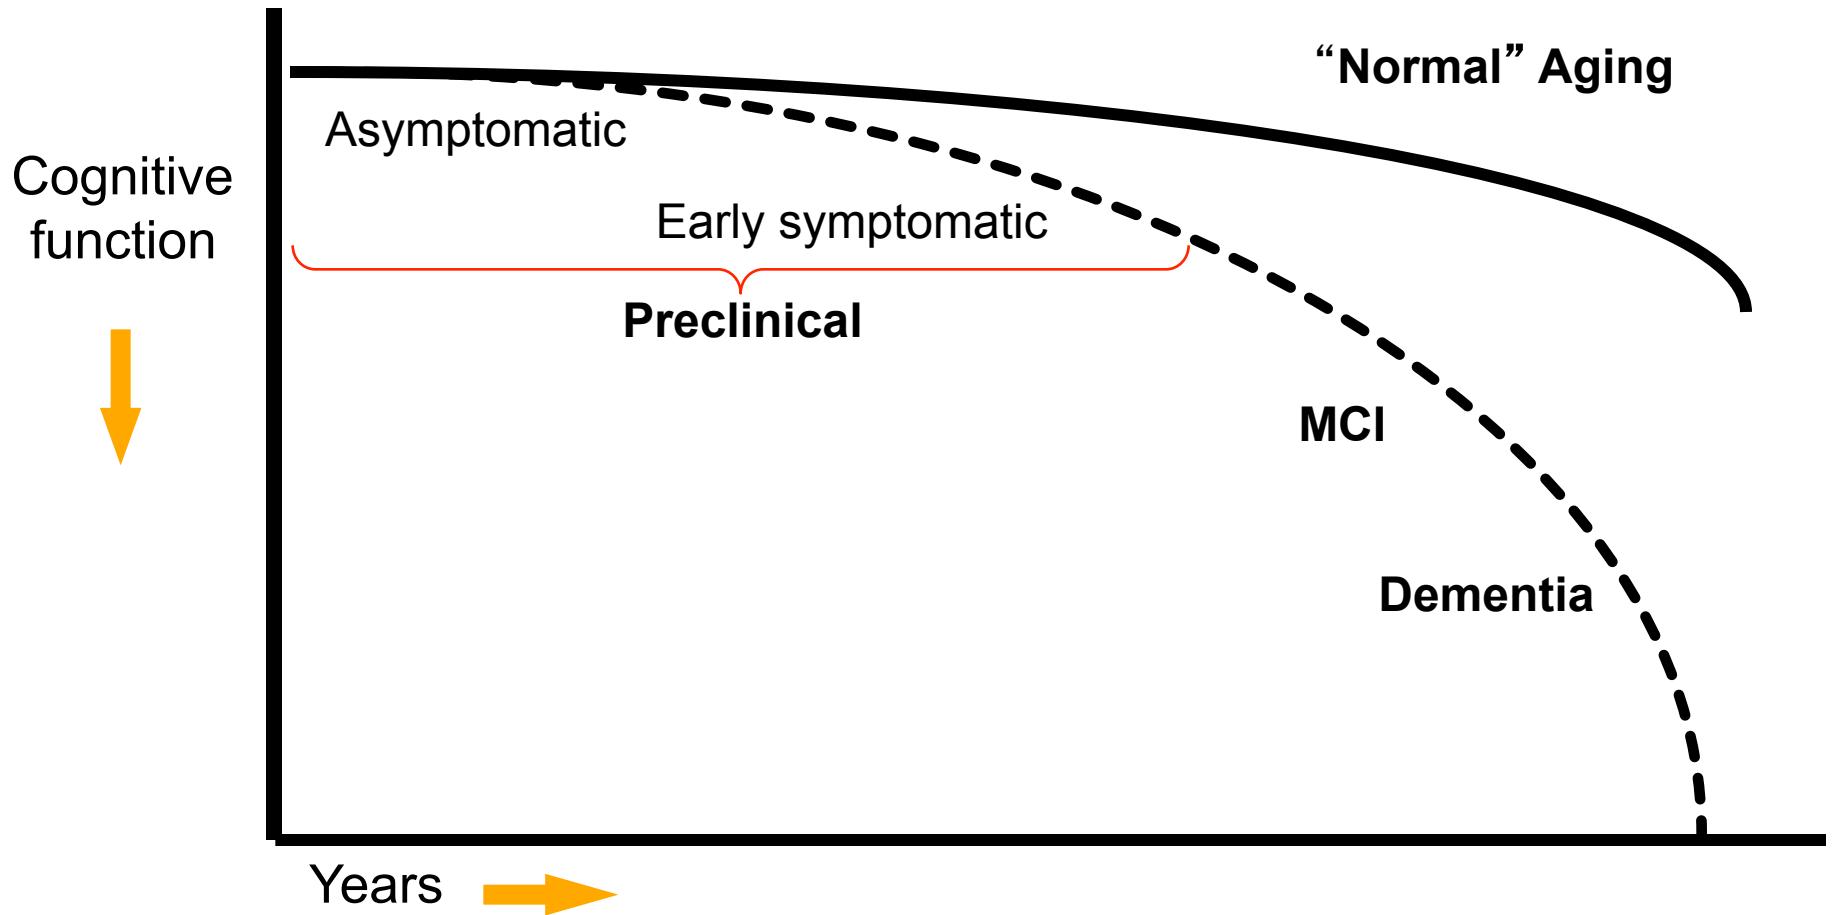 “Normal” Aging
Asymptomatic
Cognitive
function
Early symptomatic
Preclinical
MCI
Dementia
Years